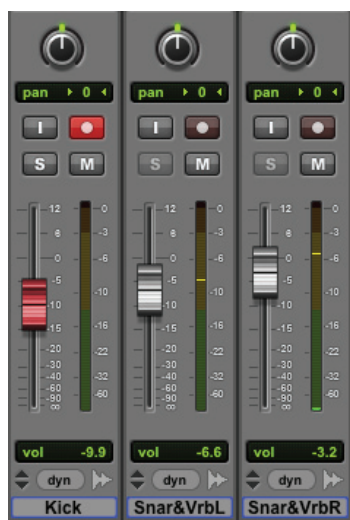 pan 0 pan 0 pan 0
I I I
S M S M S M
12 0 12 0 12 0
6 -3 6 -3 6 -3
0 -6 0 -6 0 -6
-5 -10 -5 -10 -5 -10
-10 -16 -10 -16 -10 -16
-15 -22 -15 -22 -15 -22
-20 -32 -20 -32 -20 -32
-30 -60 -30 -60 -30 -60
-40 -40 -40
-60 -60 -60
-90 -90 -90
∞ ∞ ∞
vol -9.9 vol -6.6 vol -3.2
dyn dyn dyn
Kick Snar&VrbL Snar&VrbR